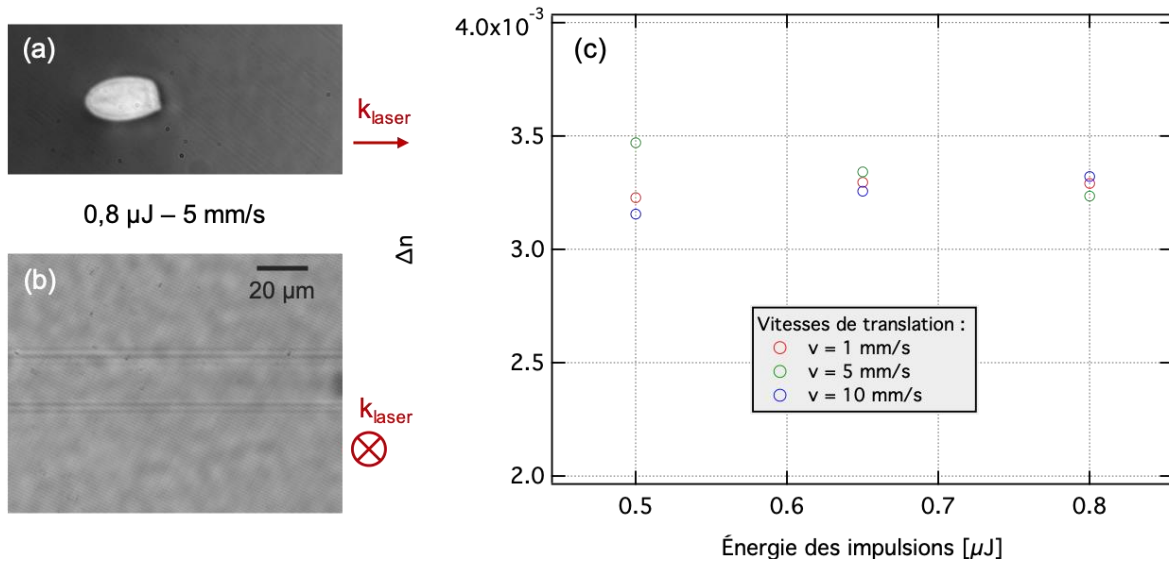 (a)
k_laser
0,8 µJ – 5 mm/s
(b)
20 µm
k_laser
(c)
4.0x10⁻³
3.5
3.0
2.5
2.0
Δn
Vitesses de translation :
v = 1 mm/s
v = 5 mm/s
v = 10 mm/s
0.5
0.6
0.7
0.8
Énergie des impulsions [µJ]